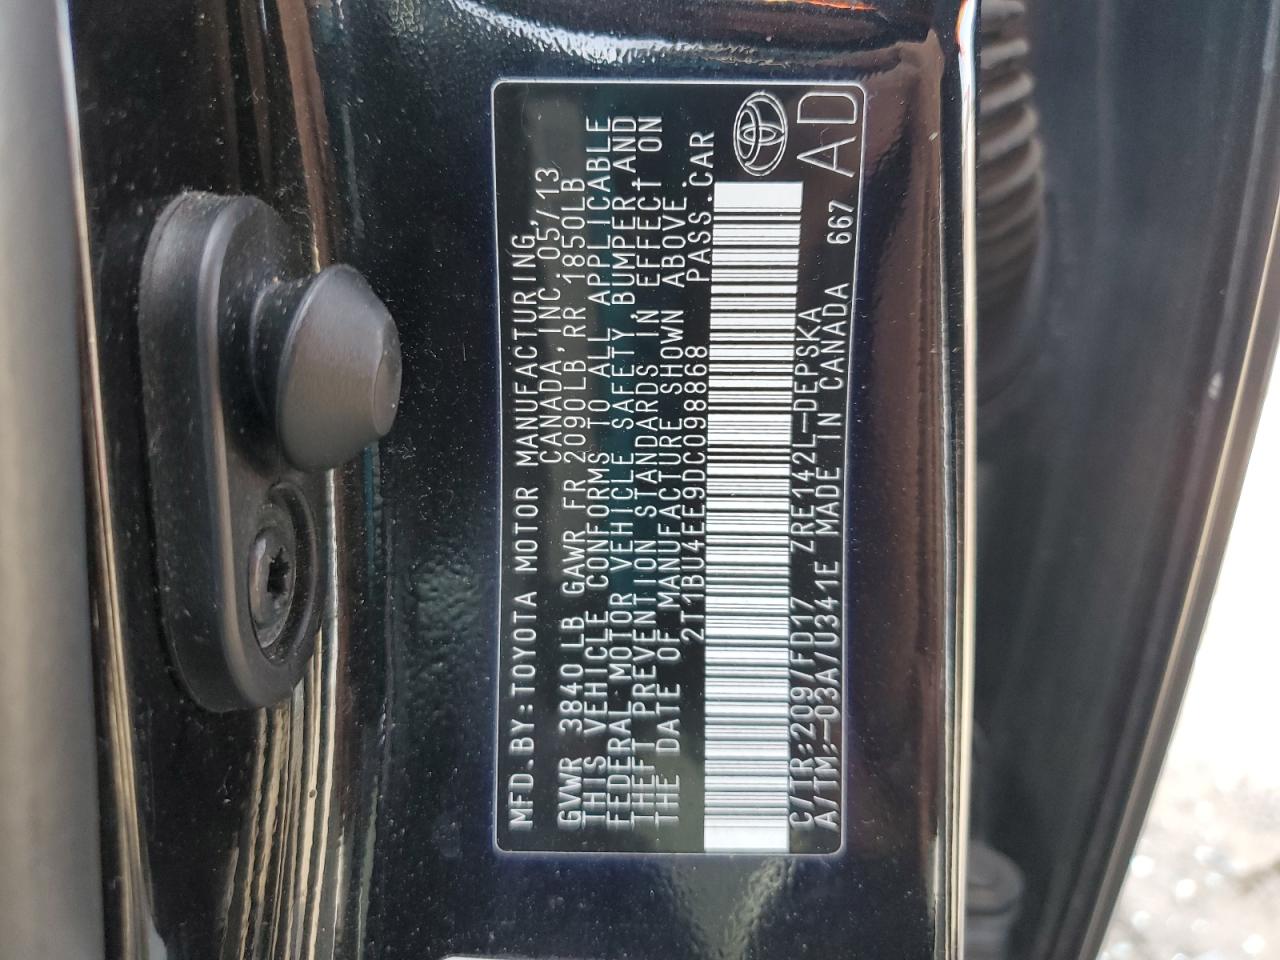 MFD.BY:TOYOTA MOTOR MANUFACTURING,
CANADA,INC.05/13
GVWR 3840LB GAWR FR 2090LB,RR 1850LB
THIS VEHICLE CONFORMS TO ALL APPLICABLE
FEDERAL MOTOR VEHICLE SAFETY,BUMPER,AND
THEFT PREVENTION STANDARDS IN EFFECT ON
THE DATE OF MANUFACTURE SHOWN ABOVE.
2T1BU4EE9DC098868 PASS.CAR
C/TR:209/FD17 ZRE142L-DEPSKA
A/TM:-03A/U341E MADE IN CANADA 667
AD